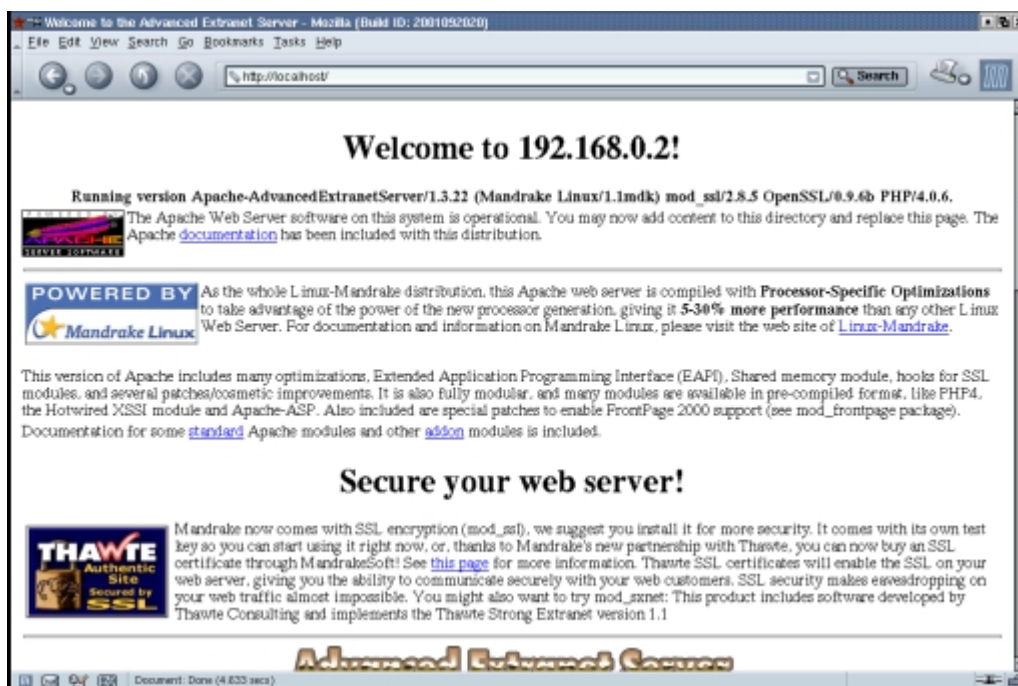 Welcome to the Advanced Extranet Server - Mozilla {Build ID: 2001092020}
File Edit View Search Go Bookmarks Tasks Help
http://localhost/ Search
Welcome to 192.168.0.2!
Running version Apache-AdvancedExtranetServer/1.3.22 (Mandrake Linux/1.1mdk) mod_ssl/2.8.5 OpenSSL/0.9.6b PHP/4.0.6.
POWERED BY
APACHE
SERVER SOFTWARE
The Apache Web Server software on this system is operational. You may now add content to this directory and replace this page. The
Apache documentation has been included with this distribution.
POWERED BY
Mandrake Linux
As the whole Linux-Mandrake distribution, this Apache web server is compiled with Processor-Specific Optimizations
to take advantage of the power of the new processor generation, giving it 5-30% more performance than any other Linux
Web Server. For documentation and information on Mandrake Linux, please visit the web site of Linux-Mandrake.
This version of Apache includes many optimizations, Extended Application Programming Interface (EAPI), Shared memory module, hooks for SSL
modules, and several patches/cosmetic improvements. It is also fully modular, and many modules are available in pre-compiled format, like PHP4,
the Hotwired XSSI module and Apache-ASP. Also included are special patches to enable FrontPage 2000 support (see mod_frontpage package).
Documentation for some standard Apache modules and other addon modules is included.
Secure your web server!
THAWTE
Authentic
Site
Secured by
SSL
Mandrake now comes with SSL encryption (mod_ssl), we suggest you install it for more security. It comes with its own test
key so you can start using it right now, or, thanks to Mandrake's new partnership with Thawte, you can now buy an SSL
certificate through MandrakeSoft! See this page for more information. Thawte SSL certificates will enable the SSL on your
web server, giving you the ability to communicate securely with your web customers. SSL security makes eavesdropping on
your web traffic almost impossible. You might also want to try mod_sxnet: This product includes software developed by
Thawte Consulting and implements the Thawte Strong Extranet version 1.1
Advanced Extranet Server
Document: Done (4.633 secs)